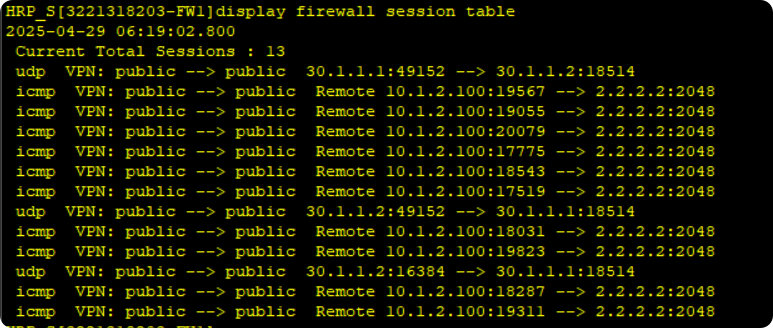 HRP_S[3221318203-FW1]display firewall session table
2025-04-29 06:19:02.800
Current Total Sessions : 13
udp VPN: public --> public 30.1.1.1:49152 --> 30.1.1.2:18514
icmp VPN: public --> public Remote 10.1.2.100:19567 --> 2.2.2.2:2048
icmp VPN: public --> public Remote 10.1.2.100:19055 --> 2.2.2.2:2048
icmp VPN: public --> public Remote 10.1.2.100:20079 --> 2.2.2.2:2048
icmp VPN: public --> public Remote 10.1.2.100:17775 --> 2.2.2.2:2048
icmp VPN: public --> public Remote 10.1.2.100:18543 --> 2.2.2.2:2048
icmp VPN: public --> public Remote 10.1.2.100:17519 --> 2.2.2.2:2048
udp VPN: public --> public 30.1.1.2:49152 --> 30.1.1.1:18514
icmp VPN: public --> public Remote 10.1.2.100:18031 --> 2.2.2.2:2048
icmp VPN: public --> public Remote 10.1.2.100:19823 --> 2.2.2.2:2048
udp VPN: public --> public 30.1.1.2:16384 --> 30.1.1.1:18514
icmp VPN: public --> public Remote 10.1.2.100:18287 --> 2.2.2.2:2048
icmp VPN: public --> public Remote 10.1.2.100:19311 --> 2.2.2.2:2048